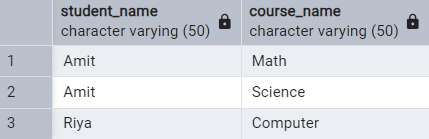 student_name course_name
character varying (50) character varying (50)
1 Amit Math
2 Amit Science
3 Riya Computer